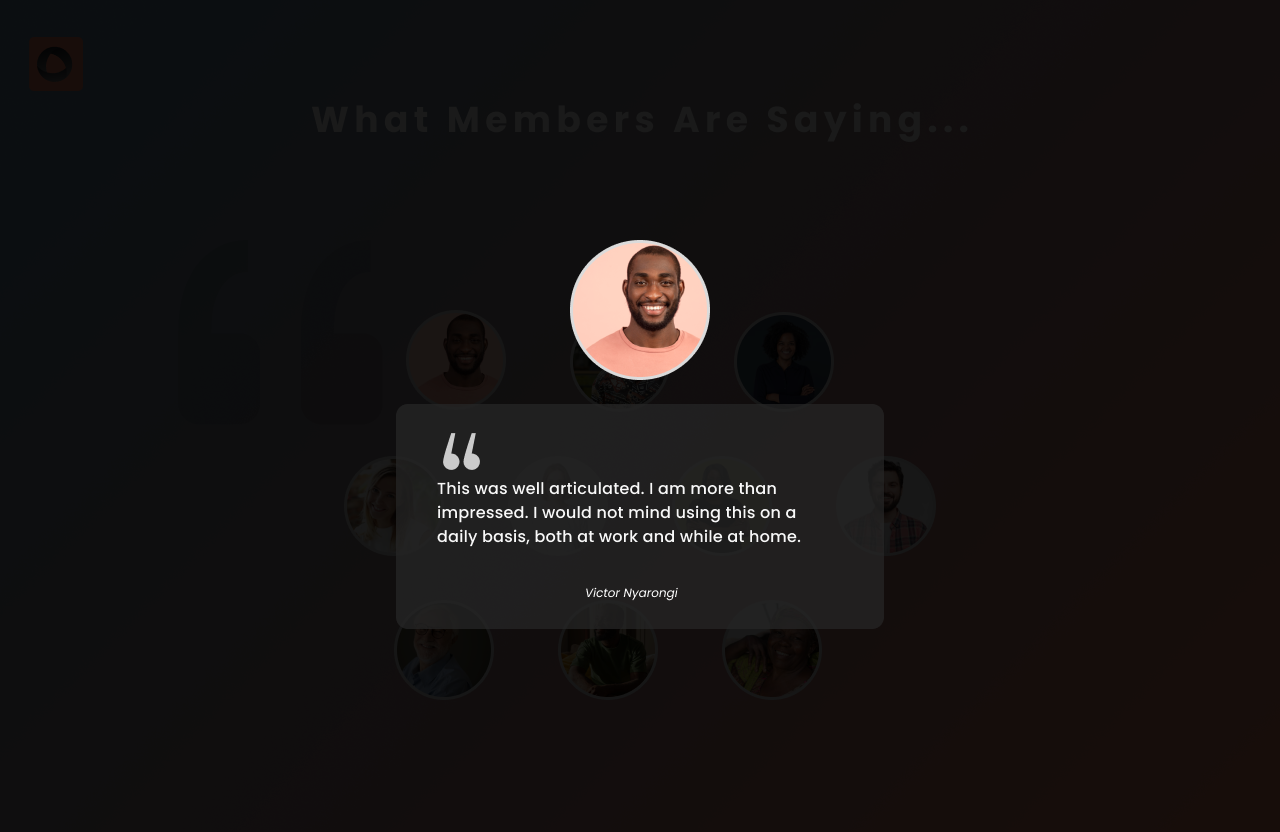 What Members Are Saying...
“
This was well articulated. I am more than
impressed. I would not mind using this on a
daily basis, both at work and while at home.
Victor Nyarongi